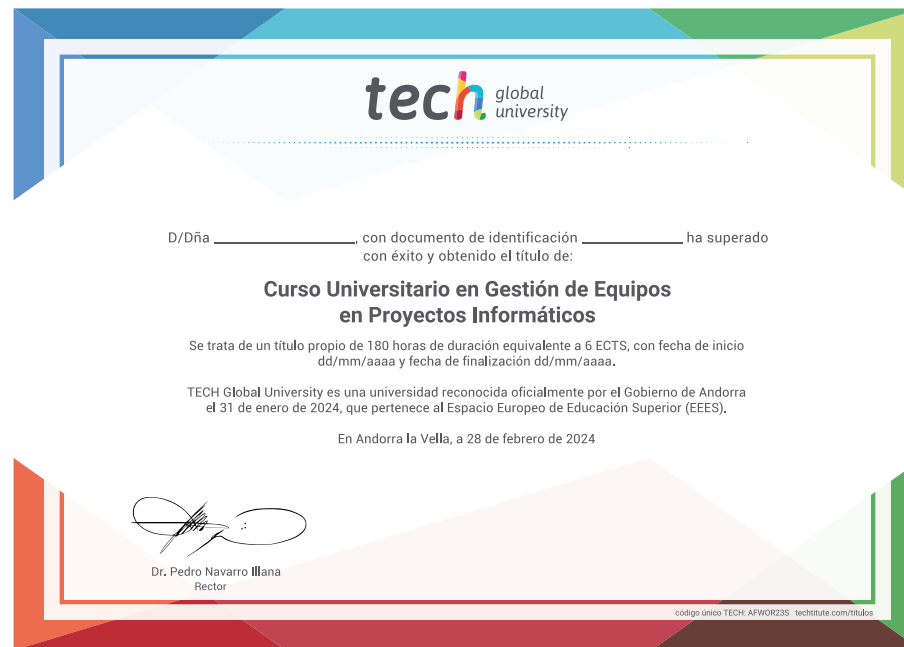 tech global university
D/Dña ____________________, con documento de identificación ______________ ha superado
con éxito y obtenido el título de:
Curso Universitario en Gestión de Equipos
en Proyectos Informáticos
Se trata de un título propio de 180 horas de duración equivalente a 6 ECTS, con fecha de inicio
dd/mm/aaaa y fecha de finalización dd/mm/aaaa.
TECH Global University es una universidad reconocida oficialmente por el Gobierno de Andorra
el 31 de enero de 2024, que pertenece al Espacio Europeo de Educación Superior (EEES).
En Andorra la Vella, a 28 de febrero de 2024
Dr. Pedro Navarro Illana
Rector
código único TECH: AFWOR23S techtitute.com/titulos